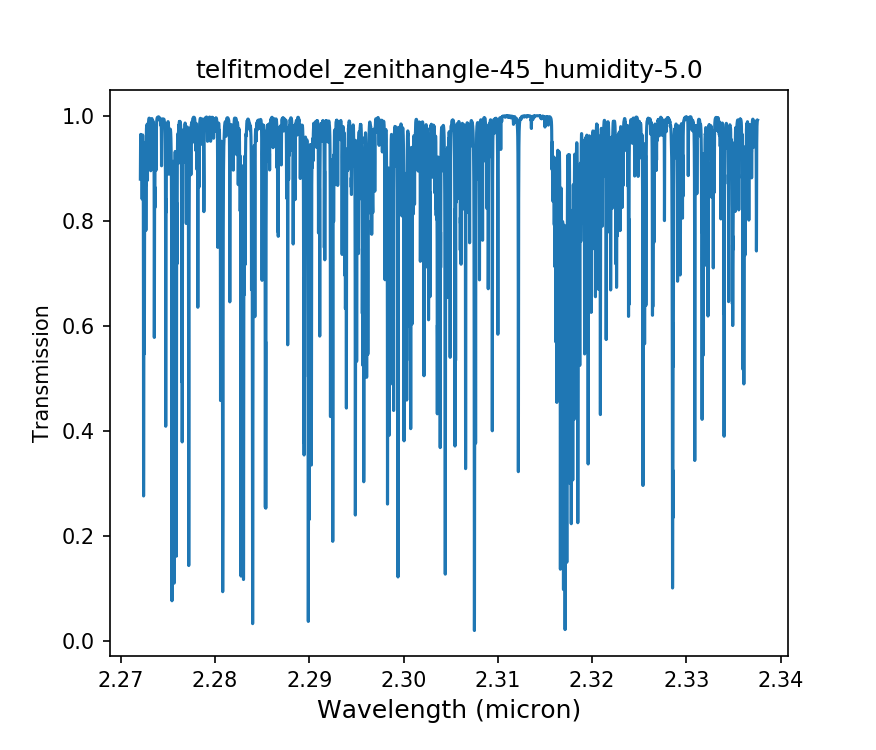 telfitmodel_zenithangle-45_humidity-5.0
1.0
0.8
0.6
0.4
0.2
0.0
Transmission
2.27 2.28 2.29 2.30 2.31 2.32 2.33 2.34
Wavelength (micron)